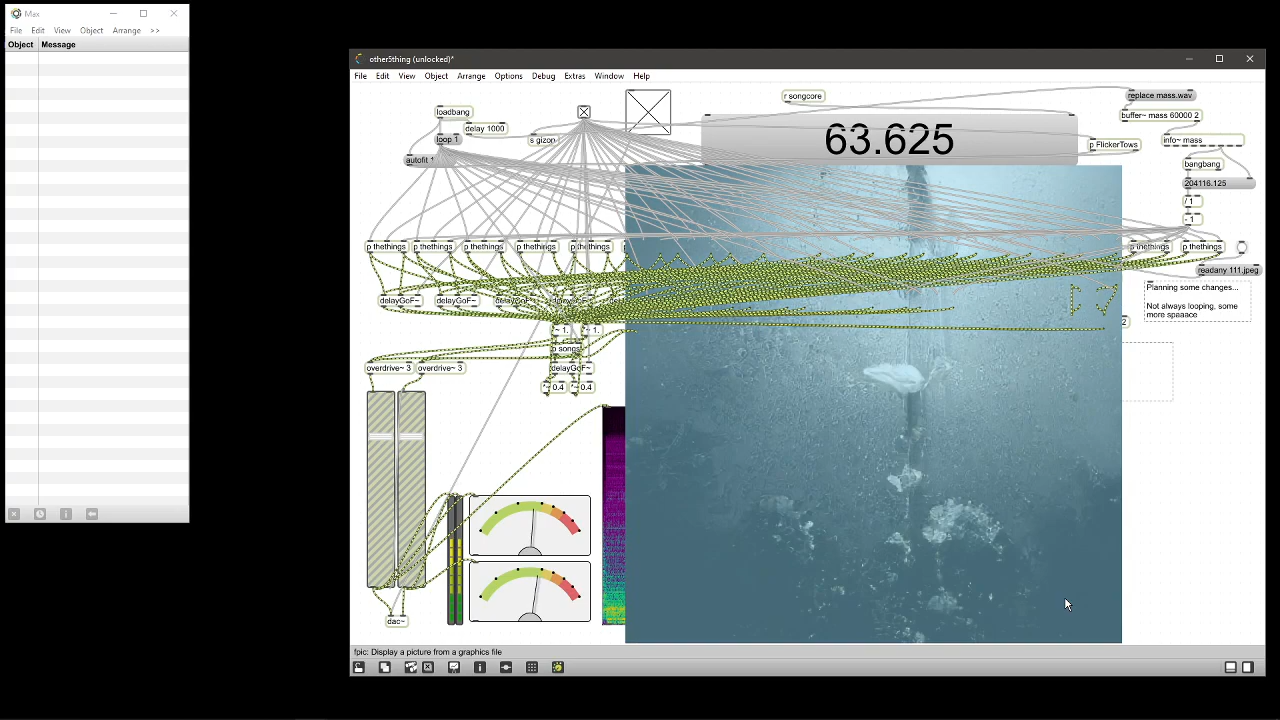 Max
File Edit View Object Arrange >>
Object Message
other5thing (unlocked)*
File Edit View Object Arrange Options Debug Extras Window Help
loadbang
delay 1000
loop 1
autofit 1
s gizon
r songcore
63.625
replace mass.wav
buffer~ mass 60000 2
p FlickerTows
info~ mass
bangbang
204116.125
/ 1
- 1
p thethings p thethings p thethings p thethings p thethings p thethings p thethings
readany 111.jpeg
Planning some changes...
Not always looping, some
more spaaace
delayGoF~ delayGoF~
~ 1. ~ 1.
p songs
overdrive~ 3 overdrive~ 3
delayGoF~
*~ 0.4 *~ 0.4
dac~
fpic: Display a picture from a graphics file